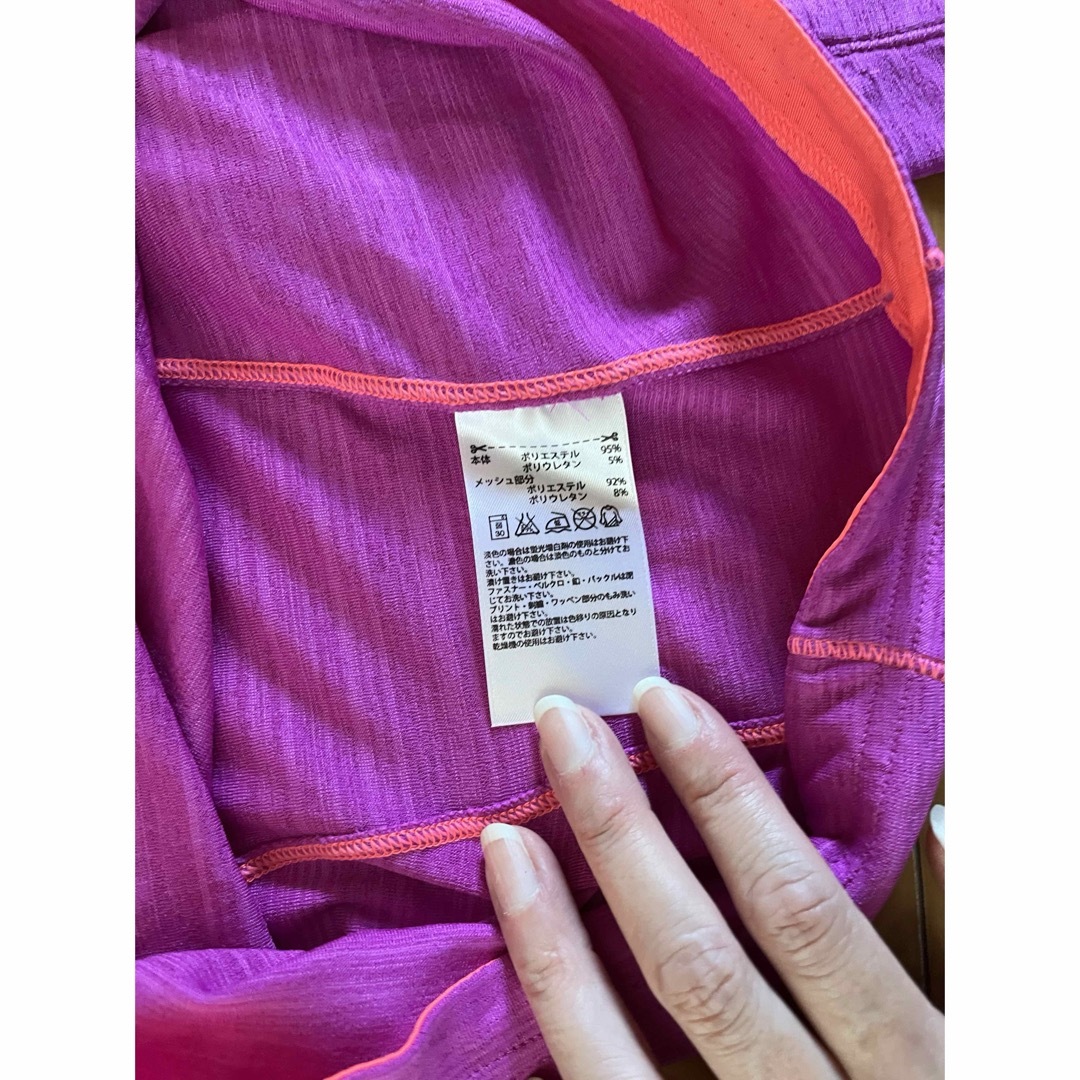 本体 ポリエステル 95%
ポリウレタン 5%
メッシュ部分
ポリエステル 92%
ポリウレタン 8%
弱
30
淡色の場合は蛍光増白剤の使用はお避け下
さい。濃色の場合は淡色のものと分けてお
洗い下さい。
漬け置きはお避け下さい。
ファスナー・ベルクロ・釦・バックルは閉
じてお洗い下さい。
プリント・刺繍・ワッペン部分のもみ洗い
はお避け下さい。
濡れた状態での放置は色移りの原因となり
ますのでお避け下さい。
乾燥機の使用はお避け下さい。